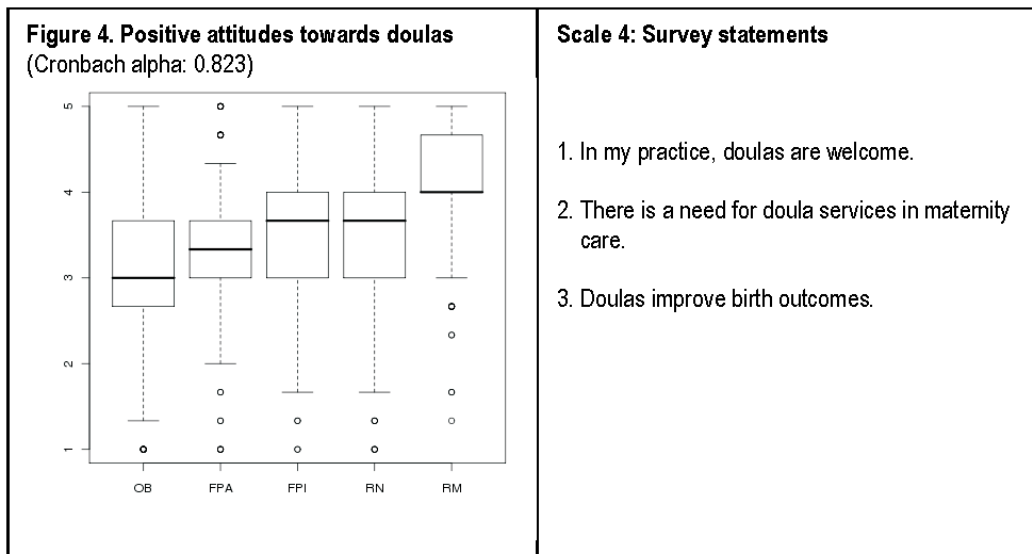 Figure 4. Positive attitudes towards doulas
(Cronbach alpha: 0.823)
5
4
3
2
1
OB FPA FPI RN RM
Scale 4: Survey statements
1. In my practice, doulas are welcome.
2. There is a need for doula services in maternity
care.
3. Doulas improve birth outcomes.